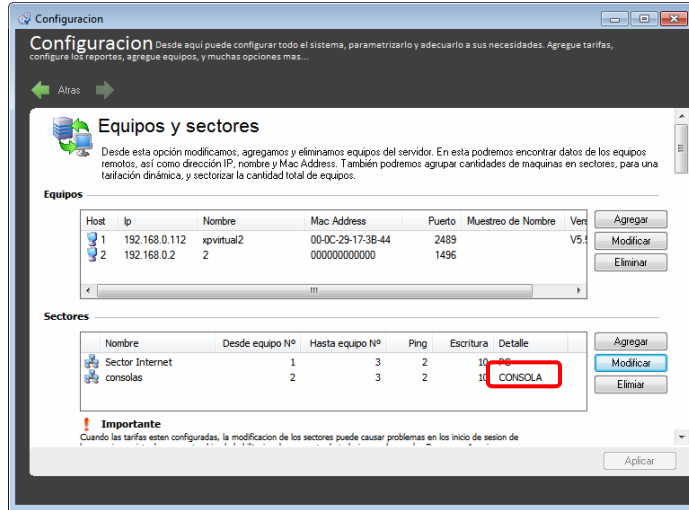 Configuracion
Configuracion Desde aqui puede configurar todo el sistema, parametrizarlo y adecuarlo a sus necesidades. Agregue tarifas,
configure los reportes, agregue equipos, y muchas opciones mas...
Atras
Equipos y sectores
Desde esta opción modificamos, agregamos y eliminamos equipos del servidor. En esta podremos encontrar datos de los equipos
remotos, así como dirección IP, nombre y Mac Address. También podremos agrupar cantidades de maquinas en sectores, para una
tarifación dinámica, y sectorizar la cantidad total de equipos.
Equipos
Host Ip Nombre Mac Address Puerto Muestreo de Nombre Vers
1 192.168.0.112 xpvirtual2 00-0C-29-17-3B-44 2489 V5.5
2 192.168.0.2 2 000000000000 1496
Agregar
Modificar
Eliminar
Sectores
Nombre Desde equipo Nº Hasta equipo Nº Ping Escritura Detalle
Sector Internet 1 3 2 10 PC
consolas 2 3 2 10 CONSOLA
Agregar
Modificar
Elimiar
Importante
Cuando las tarifas esten configuradas, la modificacion de los sectores puede causar problemas en los inicio de sesion de
Aplicar